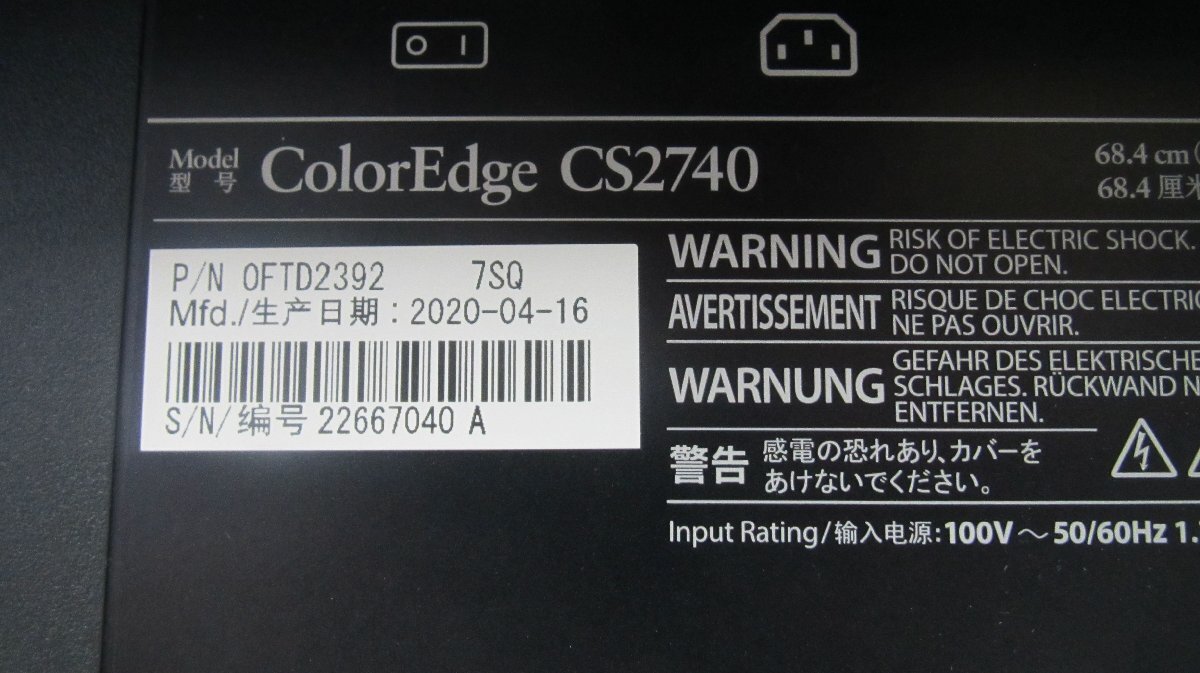 Model
型 号
ColorEdge CS2740
68.4 cm(
68.4 厘米
P/N 0FTD2392 7SQ
Mfd./生产日期 : 2020-04-16
S/N/编号 22667040 A
WARNING
RISK OF ELECTRIC SHOCK.
DO NOT OPEN.
AVERTISSEMENT
RISQUE DE CHOC ELECTRI
NE PAS OUVRIR.
WARNUNG
GEFAHR DES ELEKTRISCHE
SCHLAGES. RÜCKWAND N
ENTFERNEN.
警告
感電の恐れあり、カバーを
あけないでください。
Input Rating/输入电源:100V～50/60Hz 1.